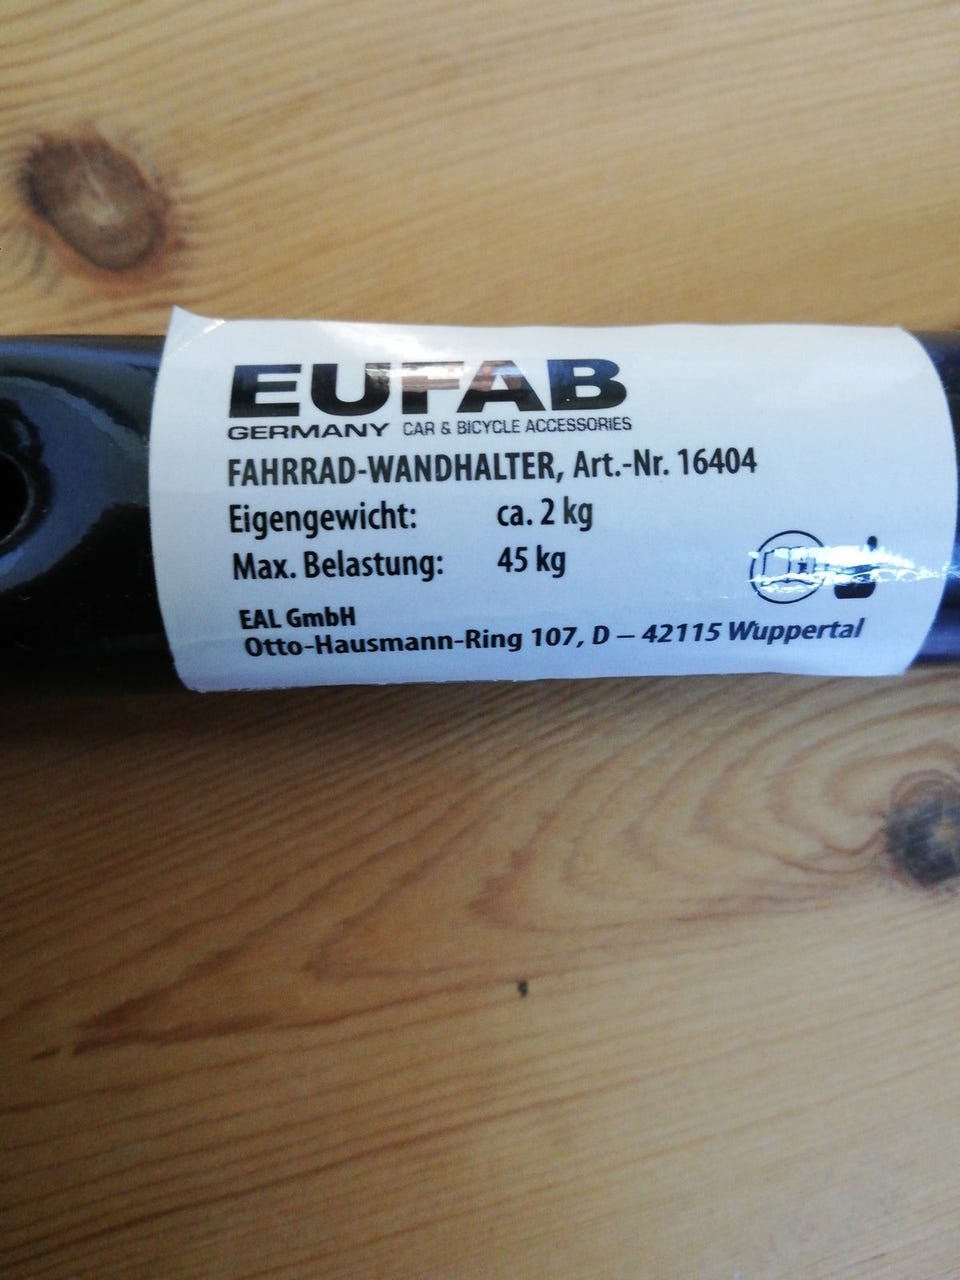 EUFAB
GERMANY CAR & BICYCLE ACCESSORIES
FAHRRAD-WANDHALTER, Art.-Nr. 16404
Eigengewicht: ca. 2 kg
Max. Belastung: 45 kg
EAL GmbH
Otto-Hausmann-Ring 107, D – 42115 Wuppertal